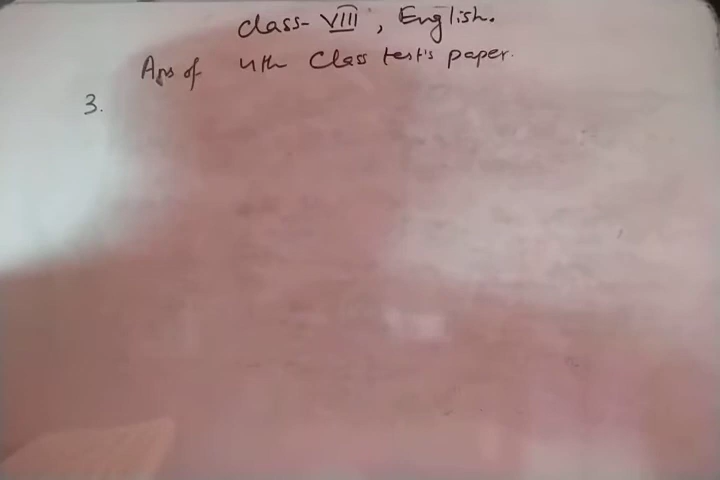 class- VIII, English.
Ans of 4th Class test's paper.
3.